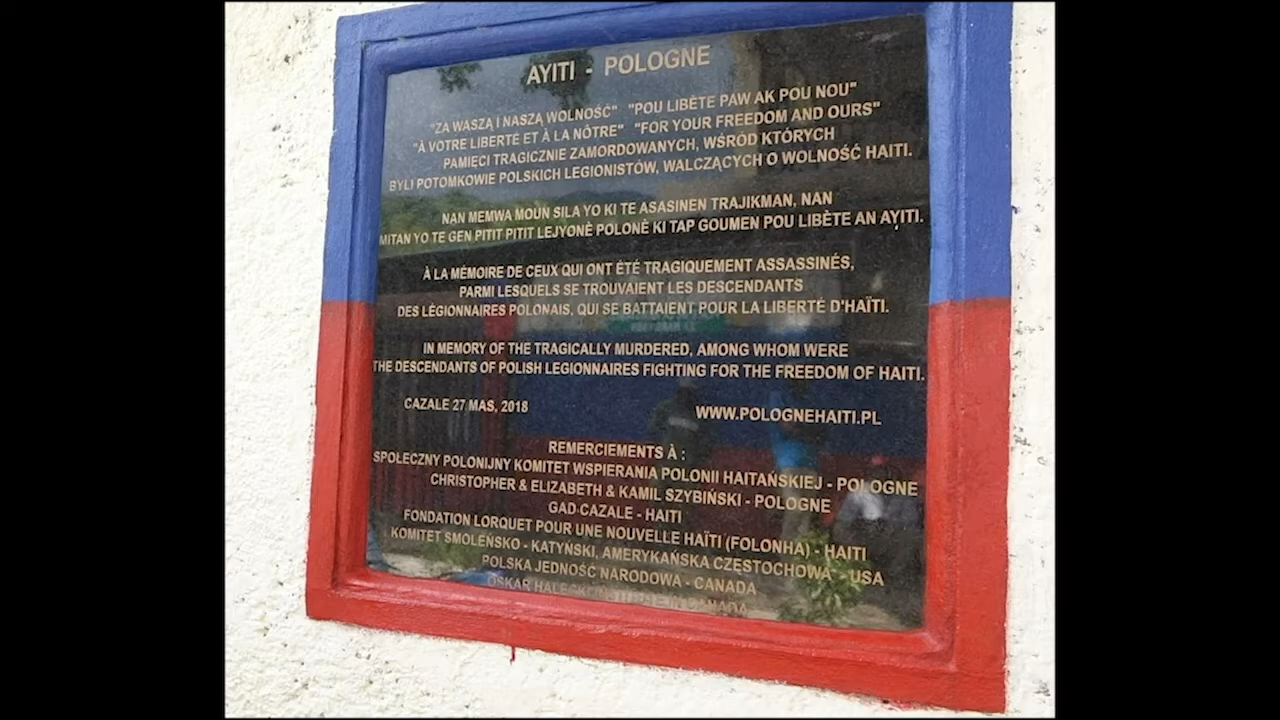 AYITI - POLOGNE
"ZA WASZĄ I NASZĄ WOLNOŚĆ" "POU LIBÈTE PAW AK POU NOU"
"À VOTRE LIBERTÉ ET À LA NÔTRE" "FOR YOUR FREEDOM AND OURS"
PAMIĘCI TRAGICZNIE ZAMORDOWANYCH, WŚRÓD KTÓRYCH
BYLI POTOMKOWIE POLSKICH LEGIONISTÓW, WALCZĄCYCH O WOLNOŚĆ HAITI.
NAN MEMWA MOUN SILA YO KI TE ASASINEN TRAJIKMAN, NAN
MITAN YO TE GEN PITIT PITIT LEJYONÈ POLONÈ KI TAP GOUMEN POU LIBÈTE AN AYIȚI.
À LA MÉMOIRE DE CEUX QUI ONT ÉTÉ TRAGIQUEMENT ASSASSINÉS,
PARMI LESQUELS SE TROUVAIENT LES DESCENDANTS
DES LÉGIONNAIRES POLONAIS, QUI SE BATTAIENT POUR LA LIBERTÉ D'HAÏTI.
IN MEMORY OF THE TRAGICALLY MURDERED, AMONG WHOM WERE
THE DESCENDANTS OF POLISH LEGIONNAIRES FIGHTING FOR THE FREEDOM OF HAITI.
CAZALE 27 MAS, 2018 WWW.POLOGNEHAITI.PL
REMERCIEMENTS À :
SPOŁECZNY POLONIJNY KOMITET WSPIERANIA POLONII HAITAŃSKIEJ - POLOGNE
CHRISTOPHER & ELIZABETH & KAMIL SZYBIŃSKI - POLOGNE
GAD CAZALE - HAITI
FONDATION LORQUET POUR UNE NOUVELLE HAÏTI (FOLONHA) - HAITI
KOMITET SMOLEŃSKO - KATYŃSKI, AMERYKAŃSKA CZĘSTOCHOWA - USA
POLSKA JEDNOŚĆ NARODOWA - CANADA
OSKAR HALECKI IN CANADA